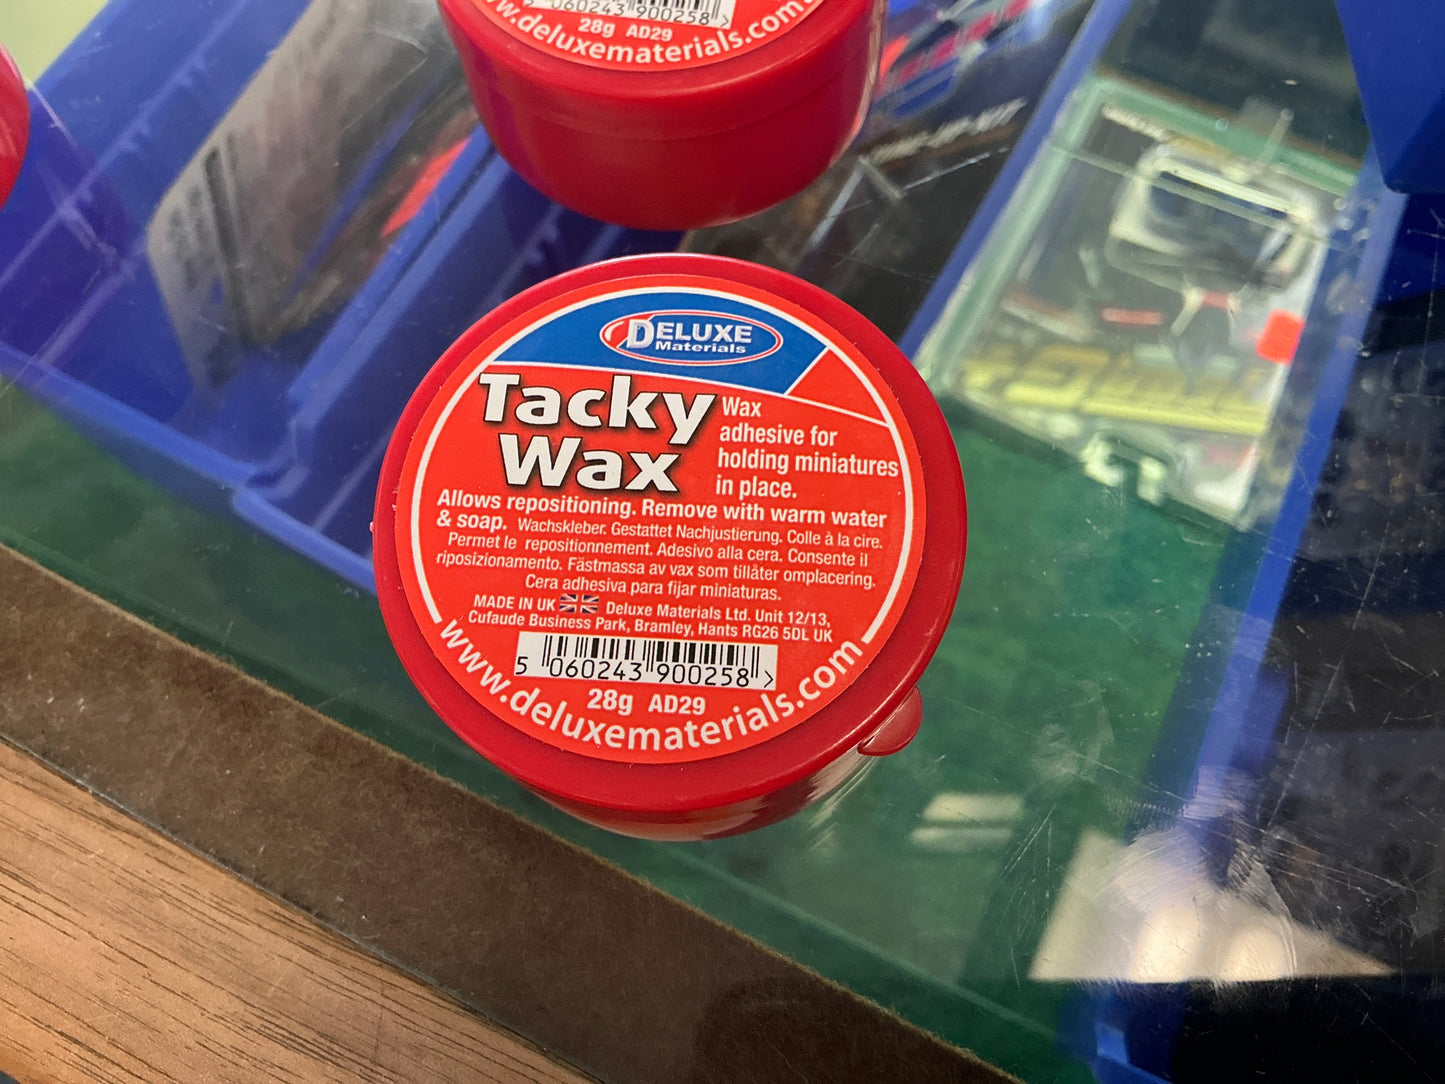 5 060243 900258 >
28g AD29
www.deluxematerials.com
DELUXE
Materials
Tacky
Wax
Wax
adhesive for
holding miniatures
in place.
Allows repositioning. Remove with warm water
& soap. Wachskleber. Gestattet Nachjustierung. Colle à la cire.
Permet le repositionnement. Adesivo alla cera. Consente il
riposizionamento. Fästmassa av vax som tillåter omplacering.
Cera adhesiva para fijar miniaturas.
MADE IN UK Deluxe Materials Ltd. Unit 12/13,
Cufaude Business Park, Bramley, Hants RG26 5DL UK
5 060243 900258 >
28g AD29
www.deluxematerials.com